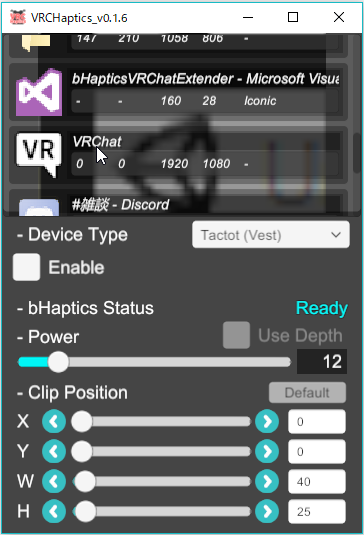 VRCHaptics_v0.1.6
147 210 1058 806 -
bHapticsVRChatExtender - Microsoft Visua
- - 160 28 Iconic
VR
VRChat
0 0 1920 1080 -
#雑談 - Discord
- Device Type Tactot (Vest)
Enable
- bHaptics Status Ready
- Power Use Depth
12
- Clip Position Default
X 0
Y 0
W 40
H 25